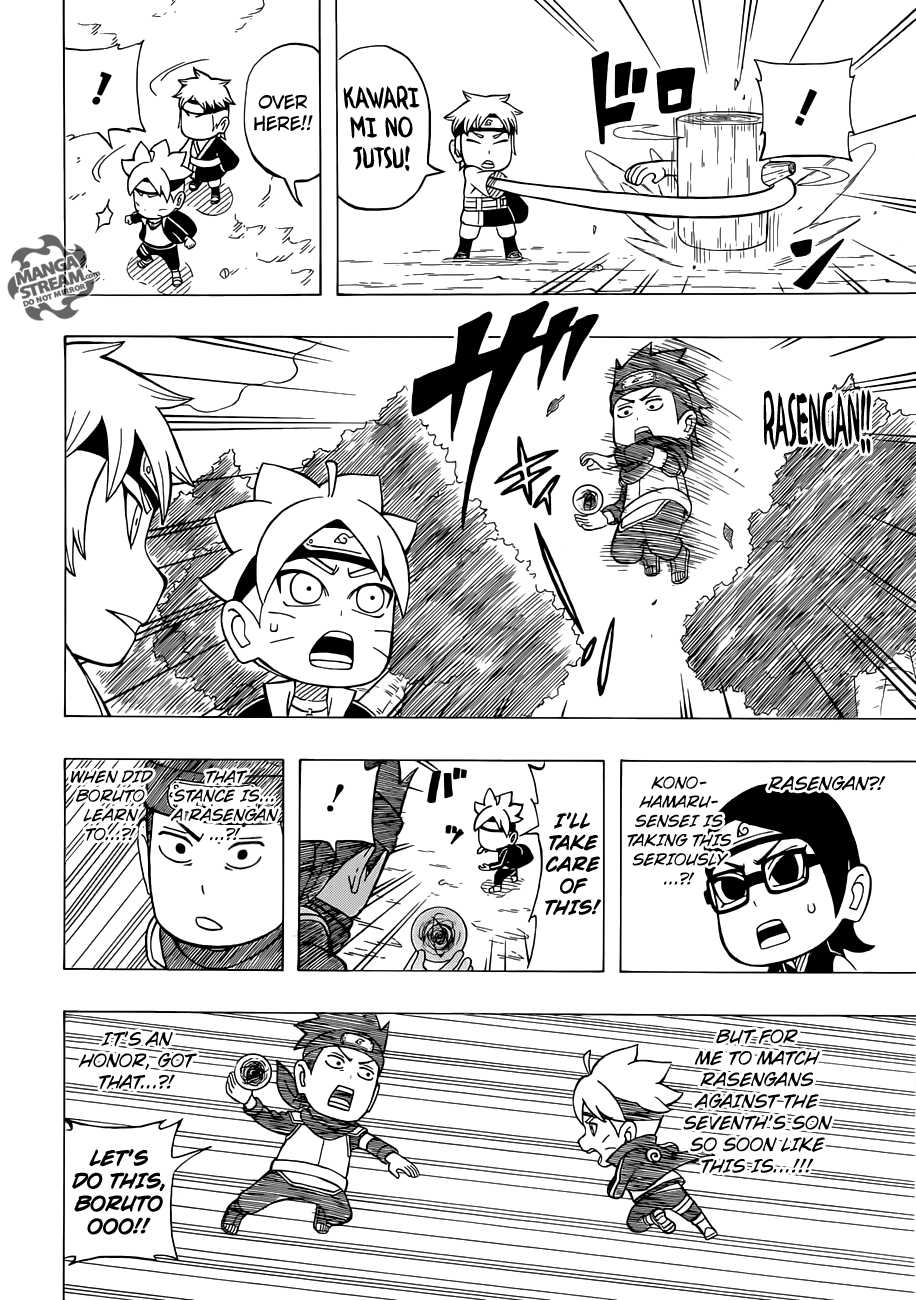 !
KAWARI
MI NO
JUTSU!
ドロ
OVER
HERE!!
!
MANGA
STREAM.com
DO NOT MIRROR
RASENGAN!!
ザザ
RASENGAN?!
KONO-
HAMARU-
SENSEI IS
TAKING THIS
SERIOUSLY
...?!
I'LL
TAKE
CARE
OF
THIS!
バッ
!
THAT
STANCE IS...
A RASENGAN
...?!
WHEN DID
BORUTO
LEARN
TO...?!
BUT FOR
ME TO MATCH
RASENGANS
AGAINST THE
SEVENTH'S SON
SO SOON LIKE
THIS IS...!!!
IT'S AN
HONOR, GOT
THAT...?!
LET'S
DO THIS,
BORUTO
OOO!!